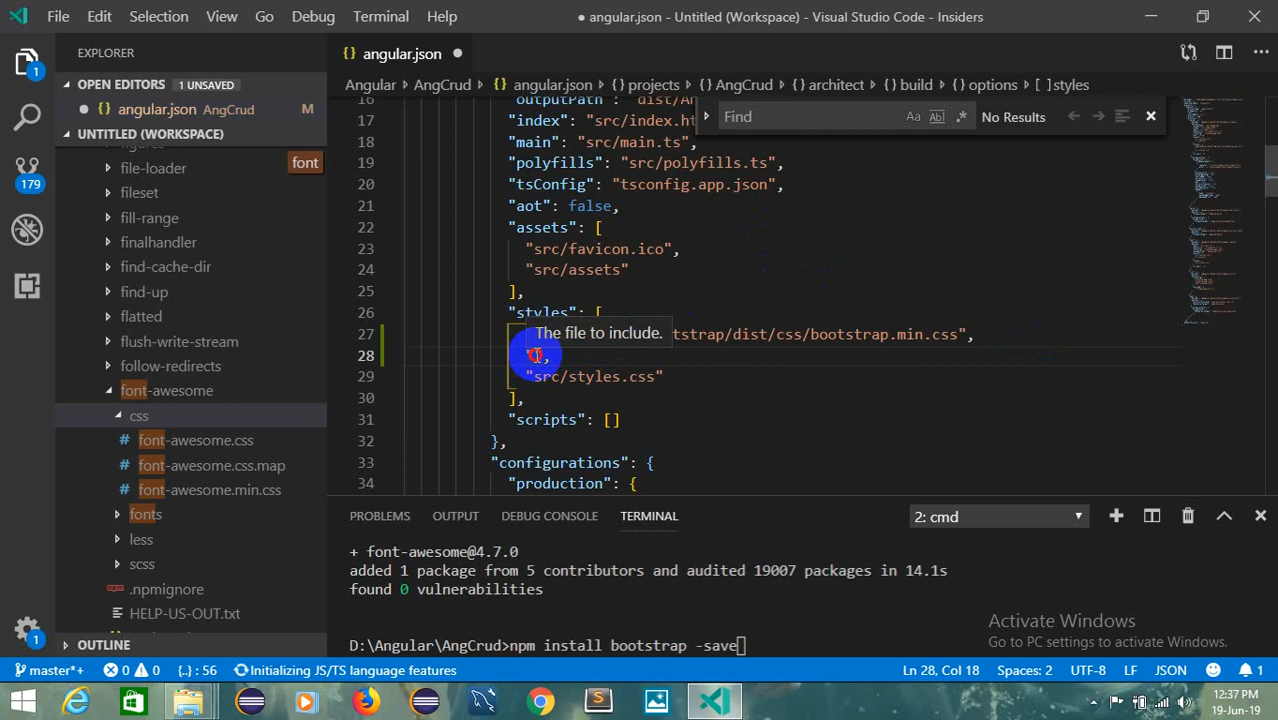 File Edit Selection View Go Debug Terminal Help
● angular.json - Untitled (Workspace) - Visual Studio Code - Insiders
EXPLORER
OPEN EDITORS 1 UNSAVED
angular.json AngCrud M
UNTITLED (WORKSPACE)
font
file-loader
fileset
fill-range
finalhandler
find-cache-dir
find-up
flatted
flush-write-stream
follow-redirects
font-awesome
css
font-awesome.css
font-awesome.css.map
font-awesome.min.css
fonts
less
scss
.npmignore
HELP-US-OUT.txt
OUTLINE
1
179
1
{} angular.json ●
Angular AngCrud {} angular.json {} projects {} AngCrud {} architect {} build {} options [ ] styles
Find Aa Abl .* No Results
16 "outputPath"
17 "index": "src/index.ht
18 "main": "src/main.ts",
19 "polyfills": "src/polyfills.ts"
20 "tsConfig": "tsconfig.app.json",
21 "aot": false,
22 "assets": [
23 "src/favicon.ico",
24 "src/assets"
25 ],
26 "styles": [
The file to include.
27 tstrap/dist/css/bootstrap.min.css",
28 "",
29 "src/styles.css"
30 ],
31 "scripts": []
32 },
33 "configurations": {
34 "production": {
PROBLEMS OUTPUT DEBUG CONSOLE TERMINAL 2: cmd
+ font-awesome@4.7.0
added 1 package from 5 contributors and audited 19007 packages in 14.1s
found 0 vulnerabilities
D:\Angular\AngCrud>npm install bootstrap -save
Activate Windows
Go to PC settings to activate Windows.
master*+ 0 0 {..} : 56 Initializing JS/TS language features Ln 28, Col 18 Spaces: 2 UTF-8 LF JSON 1
12:37 PM
19-Jun-19